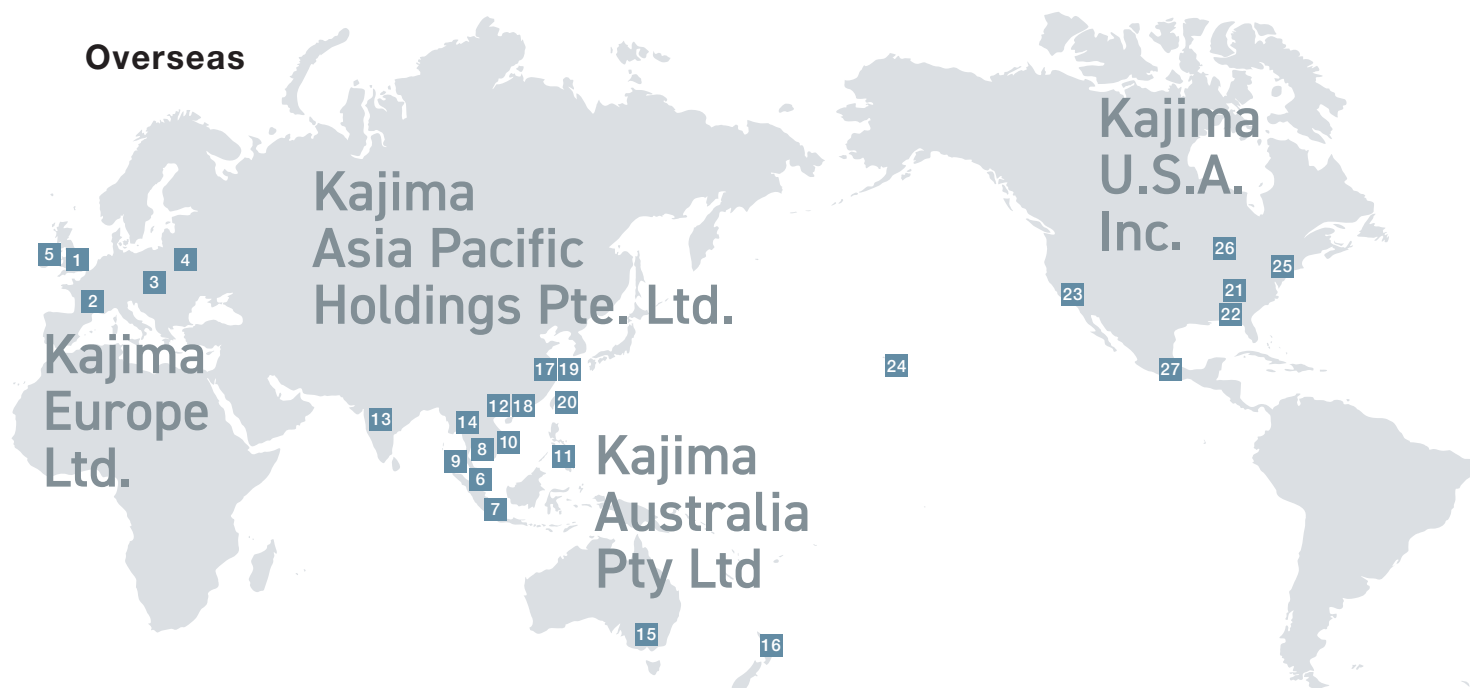 Overseas
Kajima
U.S.A.
Inc.
Kajima
Asia Pacific
Holdings Pte. Ltd.
5
1
4
3
2
26
25
21
23
22
Kajima
Europe
Ltd.
17
19
24
27
13
14
12
18
20
9
8
10
11
6
7
Kajima
Australia
Pty Ltd
15
16